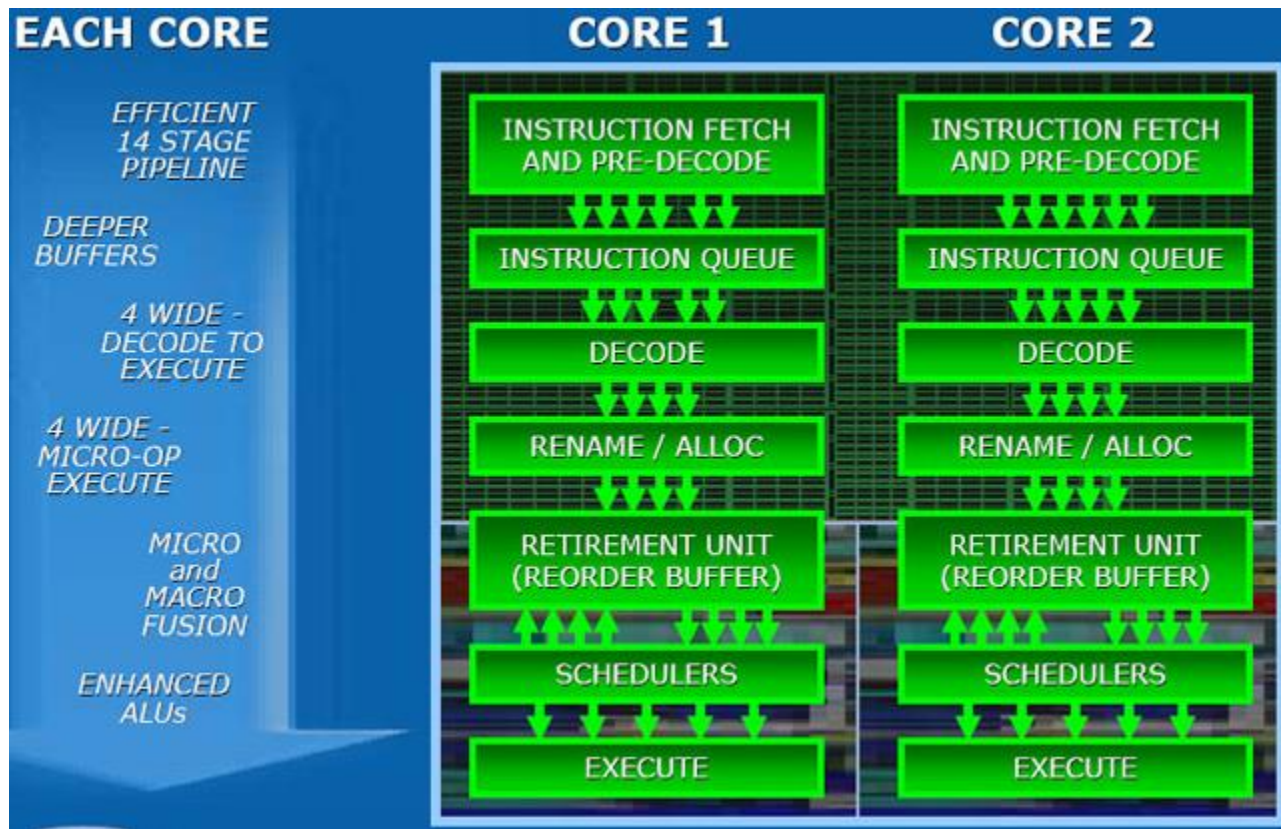 EACH CORE
EFFICIENT
14 STAGE
PIPELINE
DEEPER
BUFFERS
4 WIDE -
DECODE TO
EXECUTE
4 WIDE -
MICRO-OP
EXECUTE
MICRO
and
MACRO
FUSION
ENHANCED
ALUs
CORE 1
INSTRUCTION FETCH
AND PRE-DECODE
INSTRUCTION QUEUE
DECODE
RENAME / ALLOC
RETIREMENT UNIT
(REORDER BUFFER)
SCHEDULERS
EXECUTE
CORE 2
INSTRUCTION FETCH
AND PRE-DECODE
INSTRUCTION QUEUE
DECODE
RENAME / ALLOC
RETIREMENT UNIT
(REORDER BUFFER)
SCHEDULERS
EXECUTE